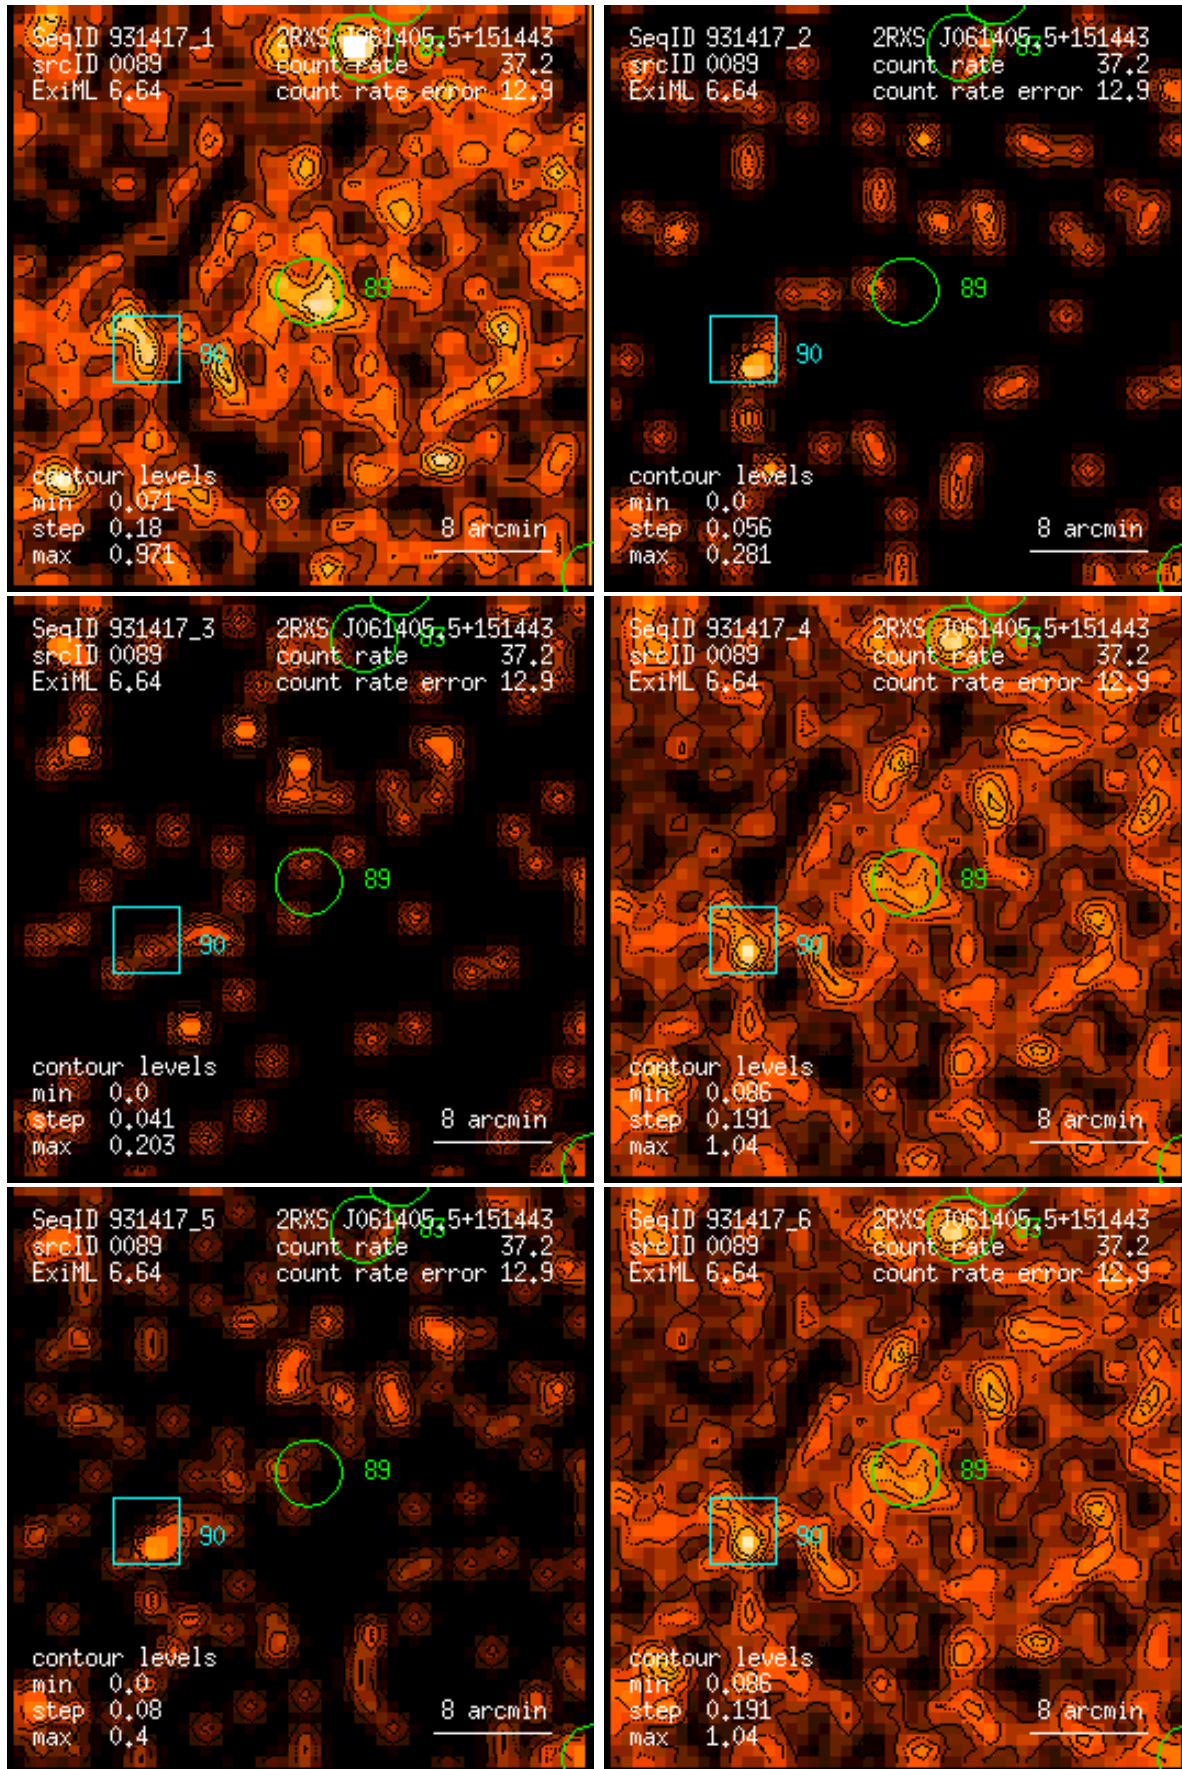 SeqID 931417_1 2RXS J061405.5+151443
srcID 0089 count rate 37.2
ExiML 6.64 count rate error 12.9
89
90
contour levels
min 0.071
step 0.18
max 0.971
8 arcmin
SeqID 931417_2 2RXS J061405.5+151443
srcID 0089 count rate 37.2
ExiML 6.64 count rate error 12.9
89
90
contour levels
min 0.0
step 0.056
max 0.281
8 arcmin
SeqID 931417_3 2RXS J061405.5+151443
srcID 0089 count rate 37.2
ExiML 6.64 count rate error 12.9
89
90
contour levels
min 0.0
step 0.041
max 0.203
8 arcmin
SeqID 931417_4 2RXS J061405.5+151443
srcID 0089 count rate 37.2
ExiML 6.64 count rate error 12.9
89
90
contour levels
min 0.086
step 0.191
max 1.04
8 arcmin
SeqID 931417_5 2RXS J061405.5+151443
srcID 0089 count rate 37.2
ExiML 6.64 count rate error 12.9
89
90
contour levels
min 0.0
step 0.08
max 0.4
8 arcmin
SeqID 931417_6 2RXS J061405.5+151443
srcID 0089 count rate 37.2
ExiML 6.64 count rate error 12.9
89
90
contour levels
min 0.086
step 0.191
max 1.04
8 arcmin